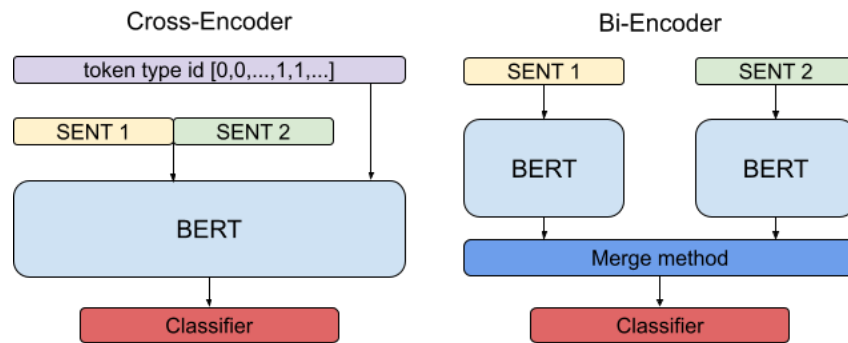 Cross-Encoder
token type id [0,0,...,1,1,...]
SENT 1
SENT 2
BERT
Classifier
Bi-Encoder
SENT 1
SENT 2
BERT
BERT
Merge method
Classifier